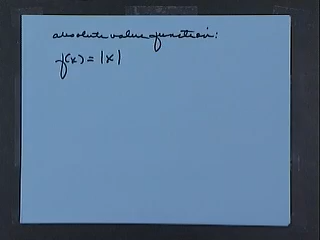 absolute value function:
f(x) = |x|